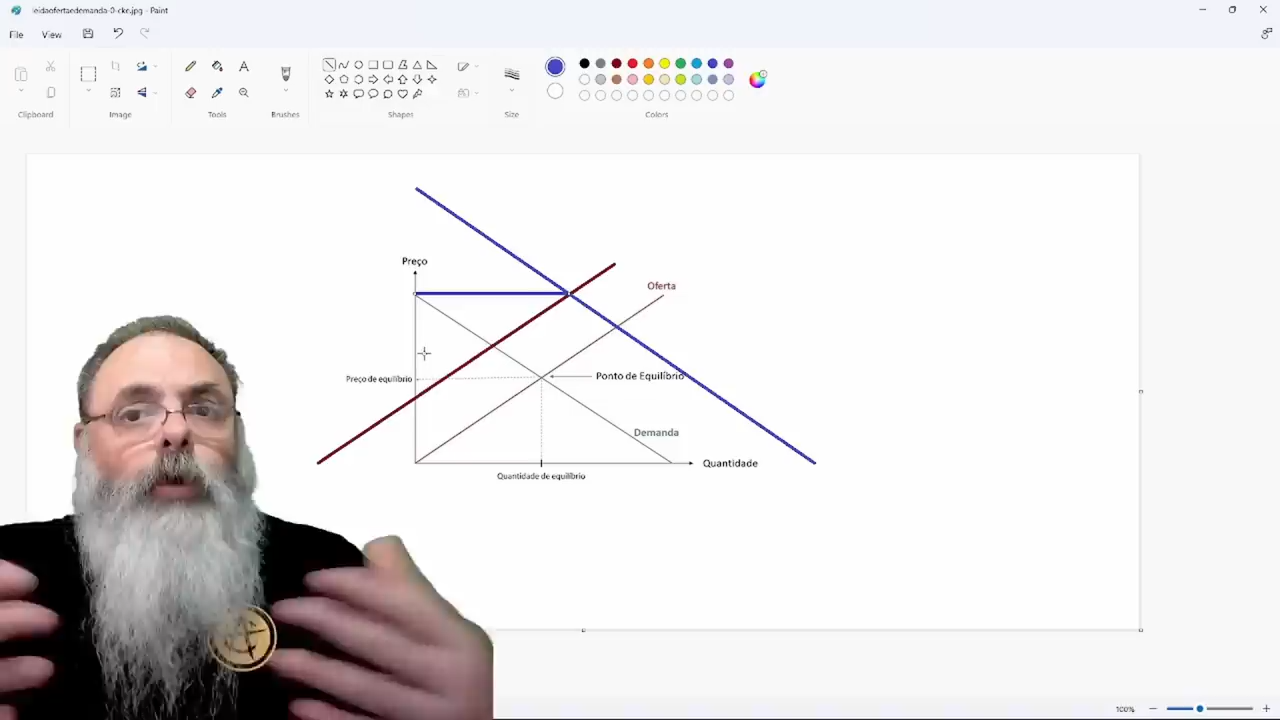 leidaofertaedemanda-0-cke.jpg - Paint
File View
Clipboard Image Tools Brushes Shapes Size Colors
Preço
Oferta
Preço de equilíbrio
Ponto de Equilíbrio
Demanda
Quantidade
Quantidade de equilíbrio
100%